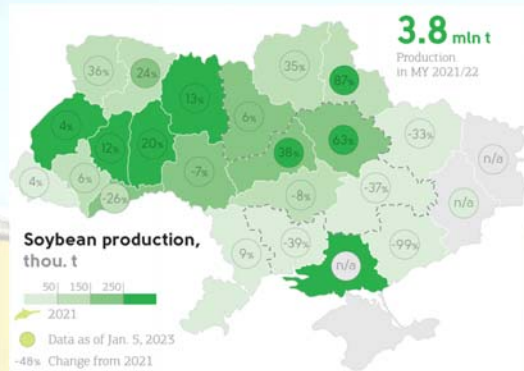 3.8 mln t
Production
in MY 2021/22
36%
24%
13%
35%
87%
6%
4%
12%
20%
38%
63%
-33%
n/a
4%
6%
-26%
-7%
-8%
-37%
n/a
9%
-39%
-99%
n/a
Soybean production,
thou. t
50 150 250
2021
Data as of Jan. 5, 2023
-48% Change from 2021